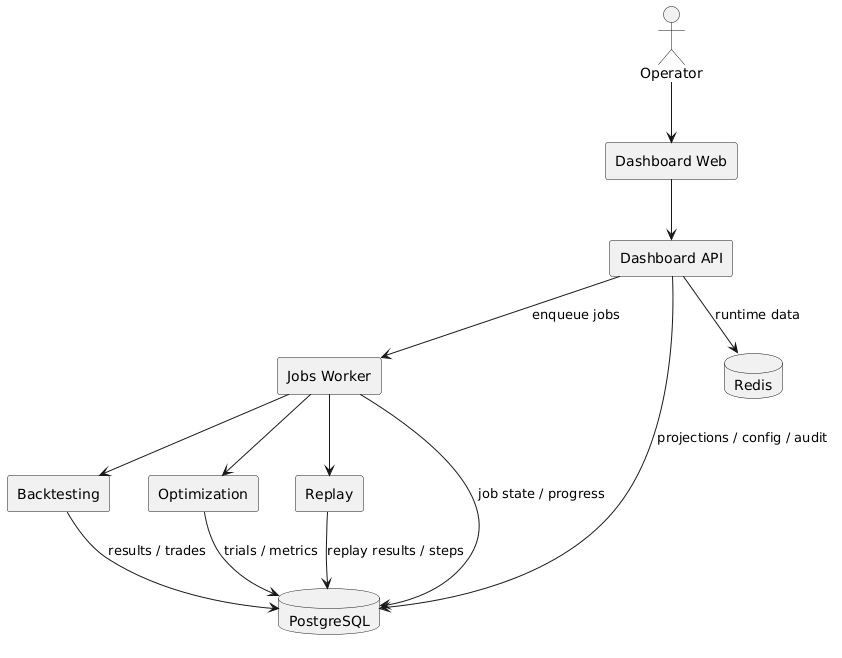 Operator
Dashboard Web
Dashboard API
enqueue jobs
runtime data
Jobs Worker
Redis
projections / config / audit
Backtesting
Optimization
Replay
job state / progress
results / trades
trials / metrics
replay results / steps
PostgreSQL